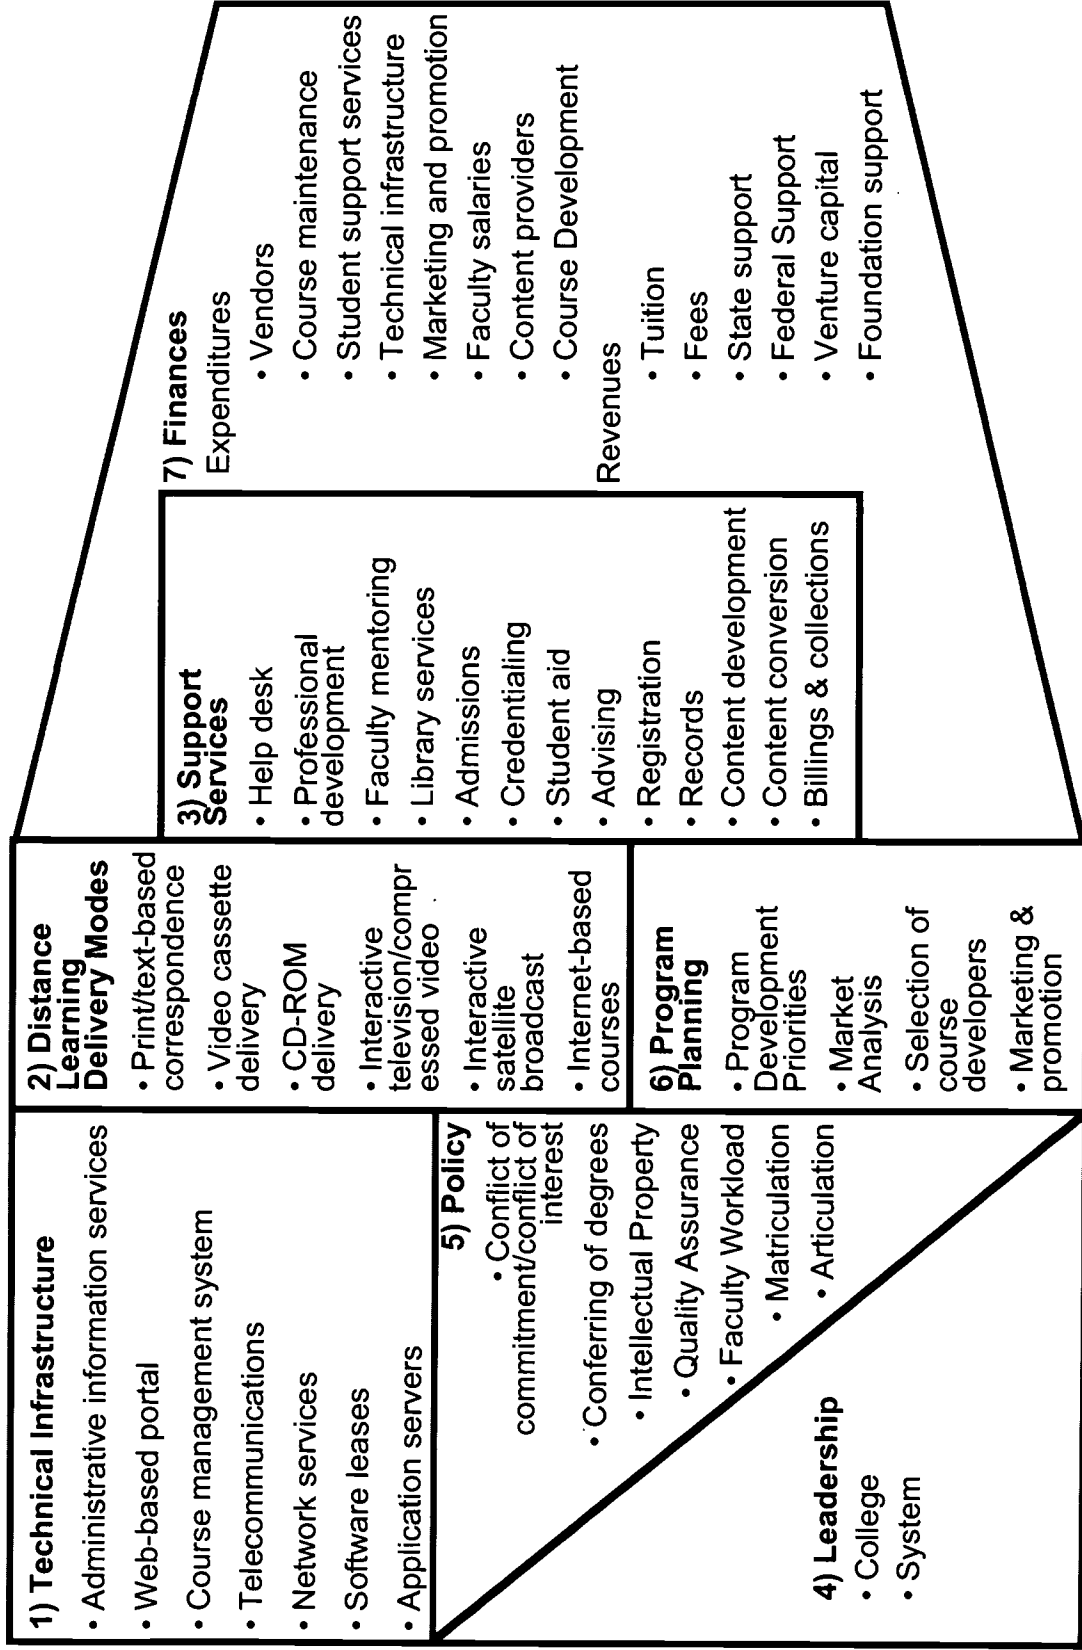 1) Technical Infrastructure
• Administrative information services
• Web-based portal
• Course management system
• Telecommunications
• Network services
• Software leases
• Application servers
2) Distance
Learning
Delivery Modes
• Print/text-based
correspondence
• Video cassette
delivery
• CD-ROM
delivery
• Interactive
television/compr
essed video
• Interactive
satellite
broadcast
• Internet-based
courses
3) Support
Services
• Help desk
• Professional
development
• Faculty mentoring
• Library services
• Admissions
• Credentialing
• Student aid
• Advising
• Registration
• Records
• Content development
• Content conversion
• Billings & collections
4) Leadership
• College
• System
5) Policy
• Conflict of
commitment/conflict of
interest
• Conferring of degrees
• Intellectual Property
• Quality Assurance
• Faculty Workload
• Matriculation
• Articulation
6) Program
Planning
• Program
Development
Priorities
• Market
Analysis
• Selection of
course
developers
• Marketing &
promotion
7) Finances
Expenditures
• Vendors
• Course maintenance
• Student support services
• Technical infrastructure
• Marketing and promotion
• Faculty salaries
• Content providers
• Course Development
Revenues
• Tuition
• Fees
• State support
• Federal Support
• Venture capital
• Foundation support